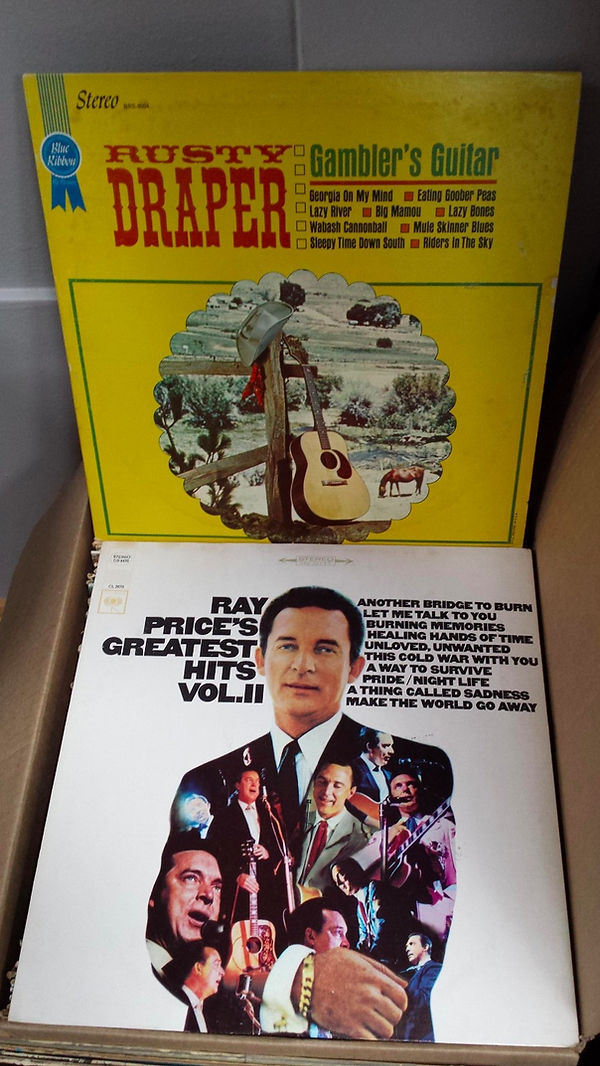 Stereo
Blue
Ribbon
RUSTY
DRAPER
Gambler's Guitar
Georgia On My Mind Eating Goober Peas
Lazy River Big Mamou Lazy Bones
Wabash Cannonball Mule Skinner Blues
Sleepy Time Down South Riders In The Sky
STEREO
RAY
PRICE'S
GREATEST
HITS
VOL.II
ANOTHER BRIDGE TO BURN
LET ME TALK TO YOU
BURNING MEMORIES
HEALING HANDS OF TIME
UNLOVED, UNWANTED
THIS COLD WAR WITH YOU
A WAY TO SURVIVE
PRIDE/NIGHT LIFE
A THING CALLED SADNESS
MAKE THE WORLD GO AWAY